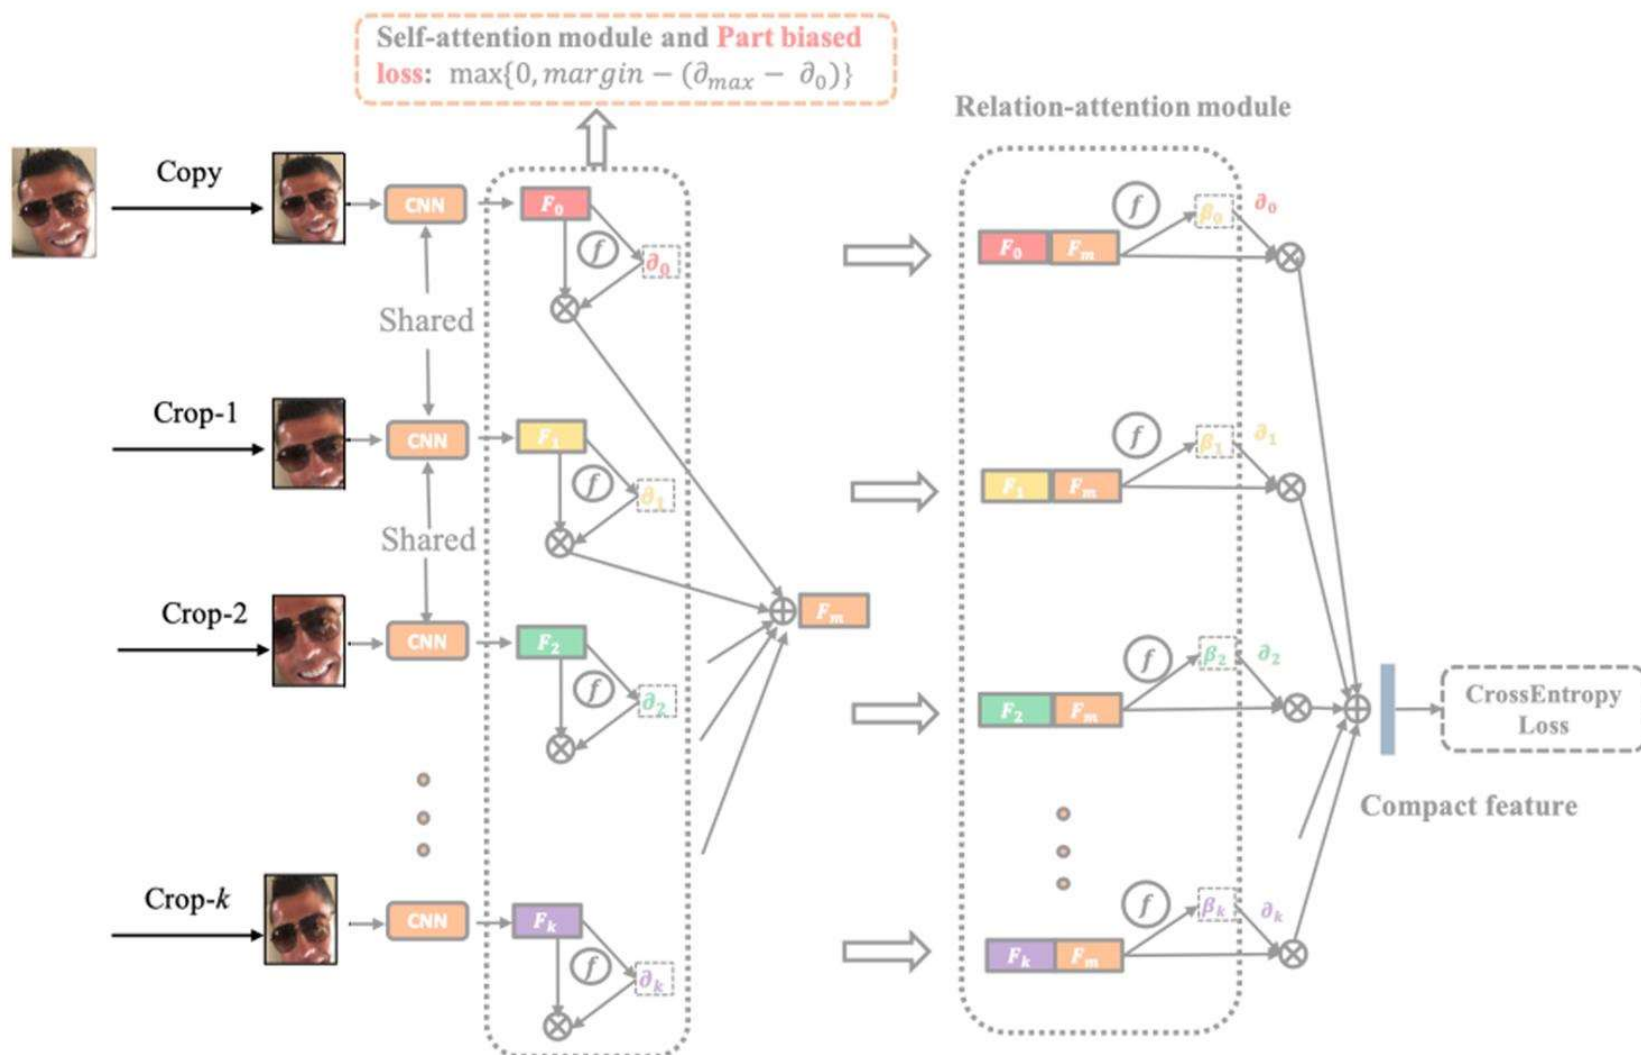 Self-attention module and Part biased
loss: max{0, margin − (∂max − ∂0)}
Relation-attention module
Copy
CNN
F0
f
∂0
F0 Fm
f
β0
∂0
Shared
Crop-1
CNN
F1
f
∂1
F1 Fm
f
β1
∂1
Shared
Crop-2
CNN
F2
f
∂2
Fm
F2 Fm
f
β2
∂2
CrossEntropy
Loss
Compact feature
Crop-k
CNN
Fk
f
∂k
Fk Fm
f
βk
∂k